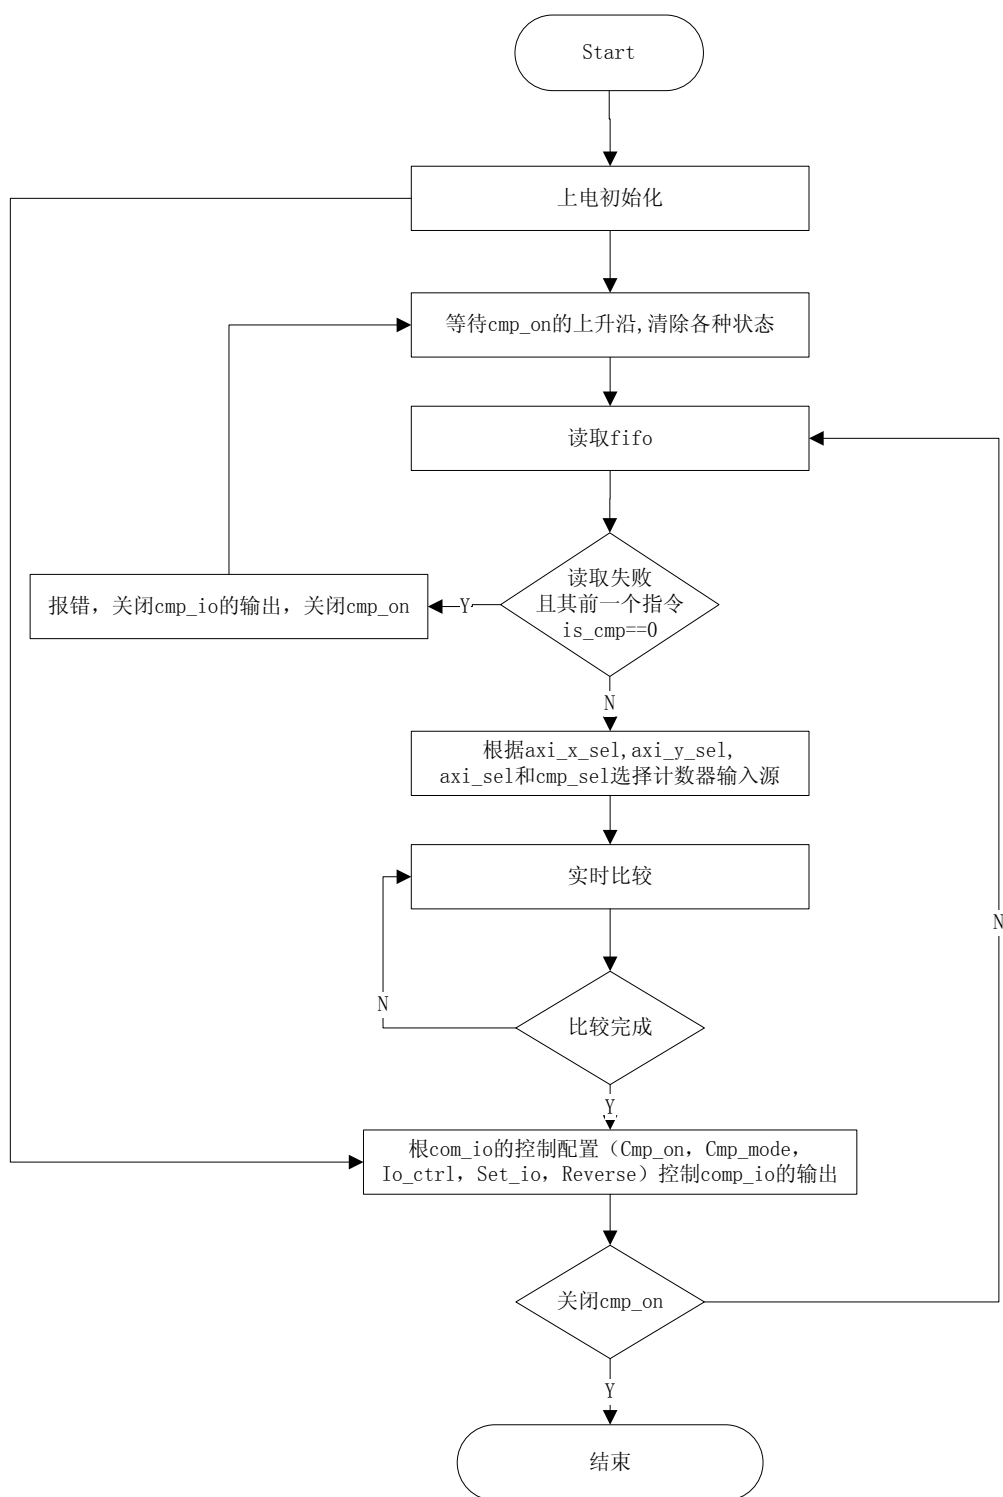 Start
上电初始化
等待cmp_on的上升沿,清除各种状态
读取fifo
读取失败
且其前一个指令
is_cmp==0
Y
报错，关闭cmp_io的输出，关闭cmp_on
N
根据axi_x_sel,axi_y_sel,
axi_sel和cmp_sel选择计数器输入源
实时比较
N
比较完成
N
Y
根com_io的控制配置（Cmp_on，Cmp_mode，
Io_ctrl，Set_io，Reverse）控制comp_io的输出
关闭cmp_on
Y
结束